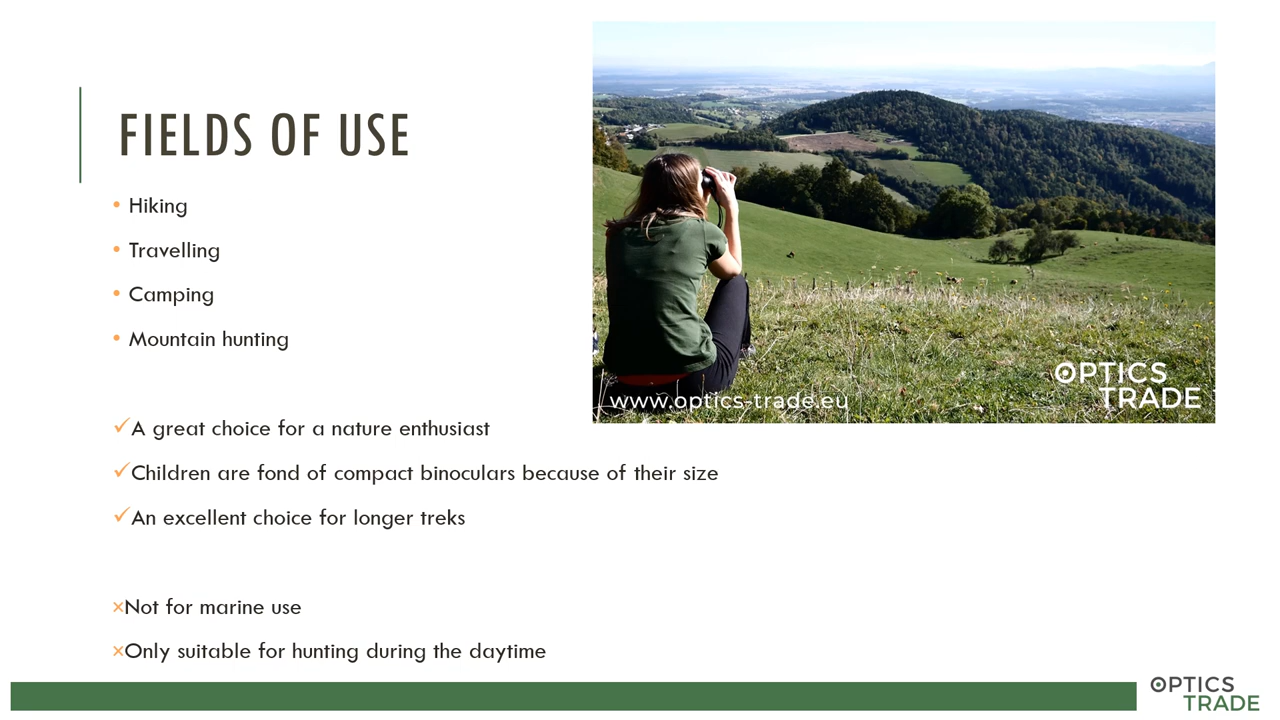 FIELDS OF USE
• Hiking
• Travelling
• Camping
• Mountain hunting
✓A great choice for a nature enthusiast
✓Children are fond of compact binoculars because of their size
✓An excellent choice for longer treks
×Not for marine use
×Only suitable for hunting during the daytime
www.optics-trade.eu
OPTICS
TRADE
OPTICS
TRADE